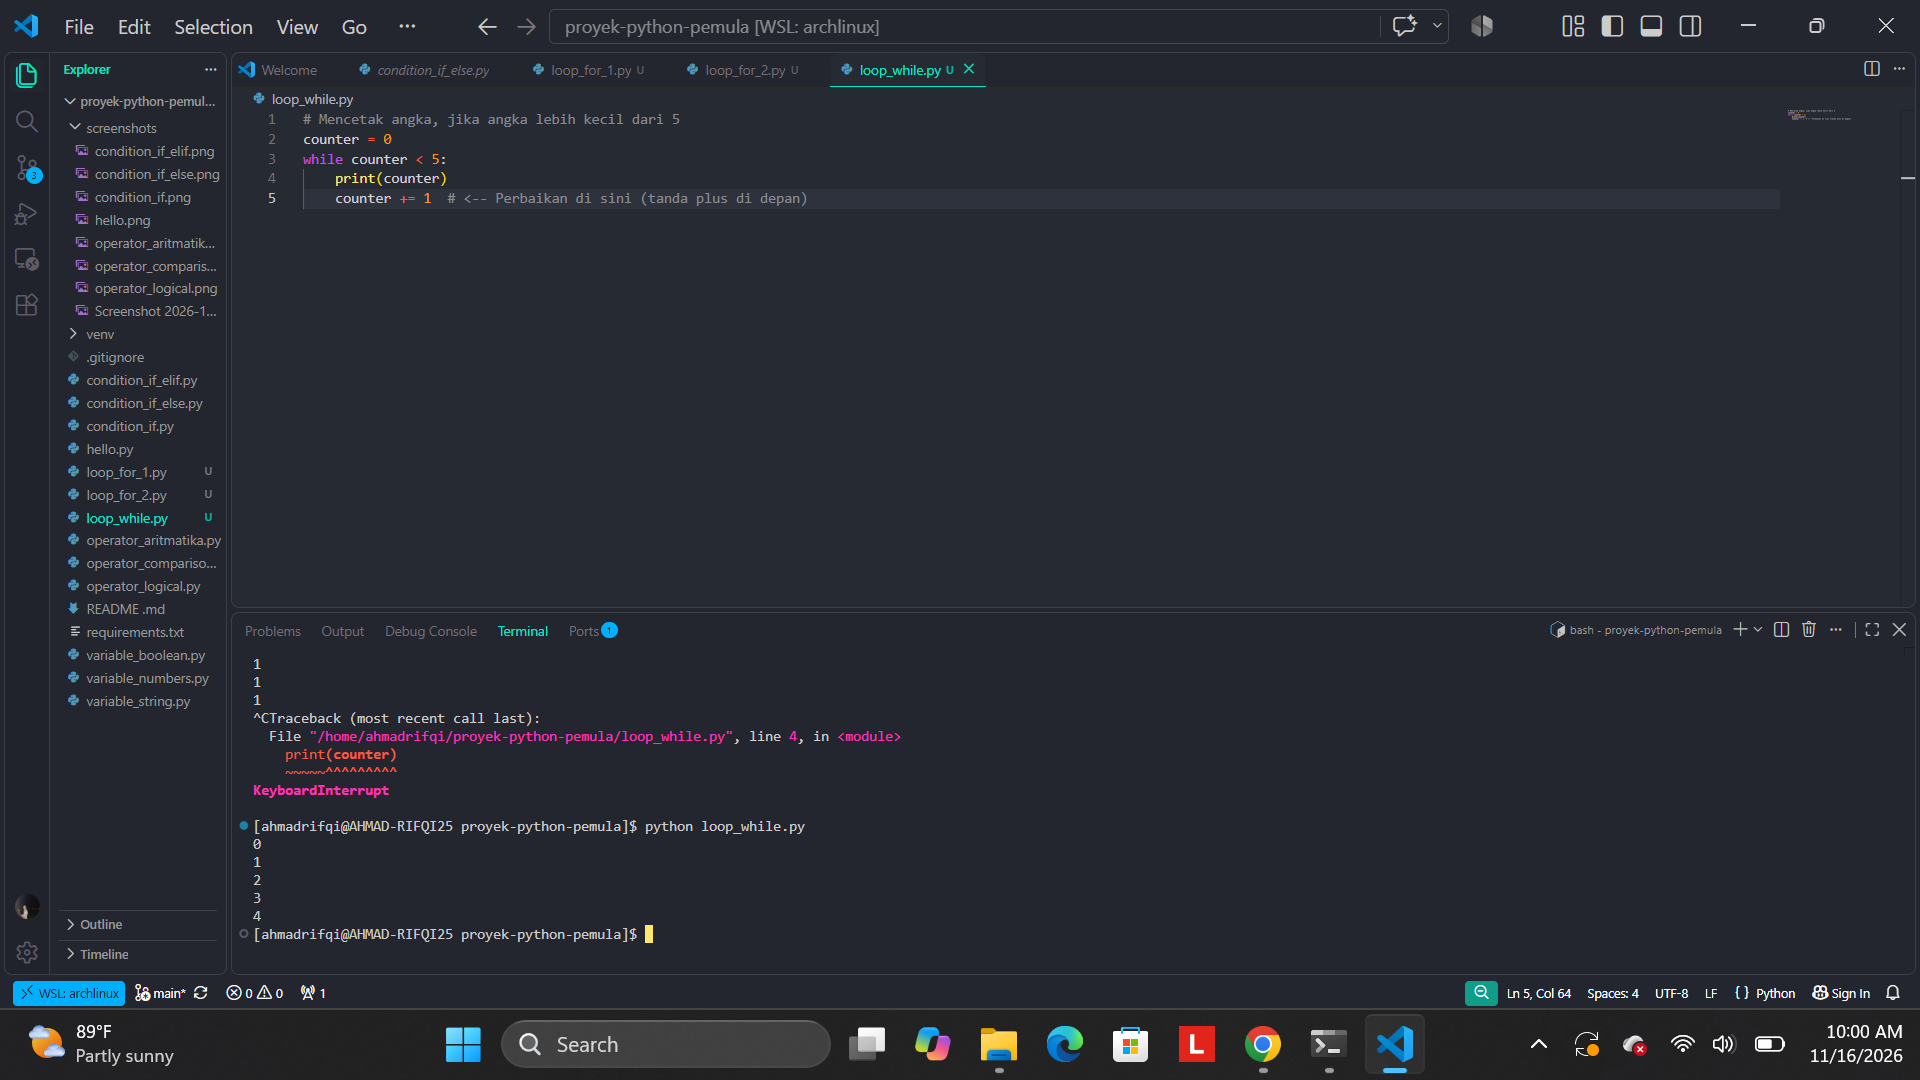 File Edit Selection View Go
proyek-python-pemula [WSL: archlinux]
Explorer
Welcome
condition_if_else.py
loop_for_1.py U
loop_for_2.py U
loop_while.py U
proyek-python-pemul...
screenshots
condition_if_elif.png
condition_if_else.png
condition_if.png
hello.png
operator_aritmatik...
operator_comparis...
operator_logical.png
Screenshot 2026-1...
venv
.gitignore
condition_if_elif.py
condition_if_else.py
condition_if.py
hello.py
loop_for_1.py U
loop_for_2.py U
loop_while.py U
operator_aritmatika.py
operator_compariso...
operator_logical.py
README .md
requirements.txt
variable_boolean.py
variable_numbers.py
variable_string.py
Outline
Timeline
3
loop_while.py
1 # Mencetak angka, jika angka lebih kecil dari 5
2 counter = 0
3 while counter < 5:
4 print(counter)
5 counter += 1 # <-- Perbaikan di sini (tanda plus di depan)
Problems Output Debug Console Terminal Ports 1
bash - proyek-python-pemula
1
1
1
^CTraceback (most recent call last):
File "/home/ahmadrifqi/proyek-python-pemula/loop_while.py", line 4, in <module>
print(counter)
~~~~~^^^^^^^^^
KeyboardInterrupt
[ahmadrifqi@AHMAD-RIFQI25 proyek-python-pemula]$ python loop_while.py
0
1
2
3
4
[ahmadrifqi@AHMAD-RIFQI25 proyek-python-pemula]$
WSL: archlinux main* 0 0 1
Ln 5, Col 64 Spaces: 4 UTF-8 LF { } Python Sign In
89°F
Partly sunny
Search
L
10:00 AM
11/16/2026